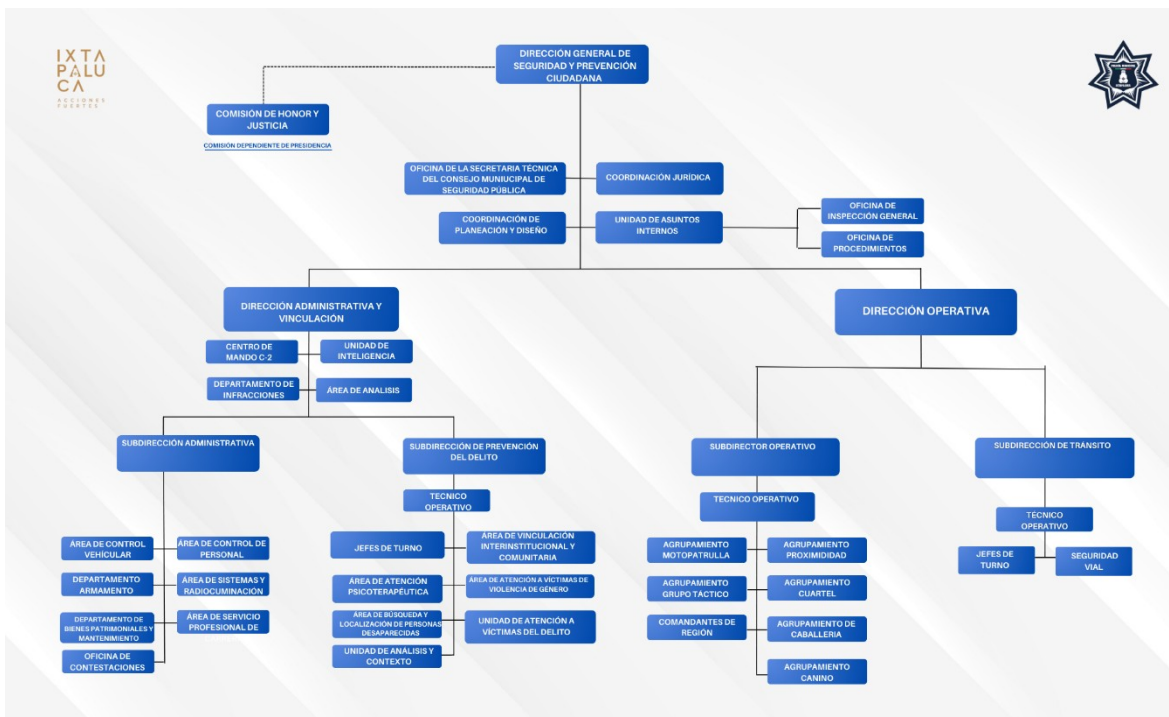 IXTA
PALU
CA
ACCIONES
FUERTES
DIRECCIÓN GENERAL DE
SEGURIDAD Y PREVENCIÓN
CIUDADANA
COMISIÓN DE HONOR Y
JUSTICIA
COMISIÓN DEPENDIENTE DE PRESIDENCIA
OFICINA DE LA SECRETARIA TÉCNICA
DEL CONSEJO MUNIUCIPAL DE
SEGURIDAD PÚBLICA
COORDINACIÓN JURÍDICA
COORDINACIÓN DE
PLANEACIÓN Y DISEÑO
UNIDAD DE ASUNTOS
INTERNOS
OFICINA DE
INSPECCIÓN GENERAL
OFICINA DE
PROCEDIMIENTOS
DIRECCIÓN ADMINISTRATIVA Y
VINCULACIÓN
DIRECCIÓN OPERATIVA
CENTRO DE
MANDO C-2
UNIDAD DE
INTELIGENCIA
DEPARTAMENTO DE
INFRACCIONES
ÁREA DE ANALISIS
SUBDIRECCIÓN ADMINISTRATIVA
SUBDIRECCIÓN DE PREVENCIÓN
DEL DELITO
SUBDIRECTOR OPERATIVO
SUBDIRECCIÓN DE TRÁNSITO
ÁREA DE CONTROL
VEHÍCULAR
ÁREA DE CONTROL DE
PERSONAL
DEPARTAMENTO
ARMAMENTO
ÁREA DE SISTEMAS Y
RADIOCUMINACIÓN
DEPARTAMENTO DE
BIENES PATRIMONIALES Y
MANTENIMIENTO
ÁREA DE SERVICIO
PROFESIONAL DE
OFICINA DE
CONTESTACIONES
TECNICO
OPERATIVO
JEFES DE TURNO
ÁREA DE VINCULACIÓN
INTERINSTITUCIONAL Y
COMUNITARIA
ÁREA DE ATENCIÓN
PSICOTERAPÉUTICA
ÁREA DE ATENCIÓN A VÍCTIMAS DE
VIOLENCIA DE GÉNERO
ÁREA DE BÚSQUEDA Y
LOCALIZACIÓN DE PERSONAS
DESAPARECIDAS
UNIDAD DE ATENCIÓN A
VÍCTIMAS DEL DELITO
UNIDAD DE ANÁLISIS Y
CONTEXTO
TECNICO OPERATIVO
AGRUPAMIENTO
MOTOPATRULLA
AGRUPAMIENTO
PROXIMIDIDAD
AGRUPAMIENTO
GRUPO TÁCTICO
AGRUPAMIENTO
CUARTEL
COMANDANTES DE
REGIÓN
AGRUPAMIENTO DE
CABALLERIA
AGRUPAMIENTO
CANINO
TÉCNICO
OPERATIVO
JEFES DE
TURNO
SEGURIDAD
VIAL